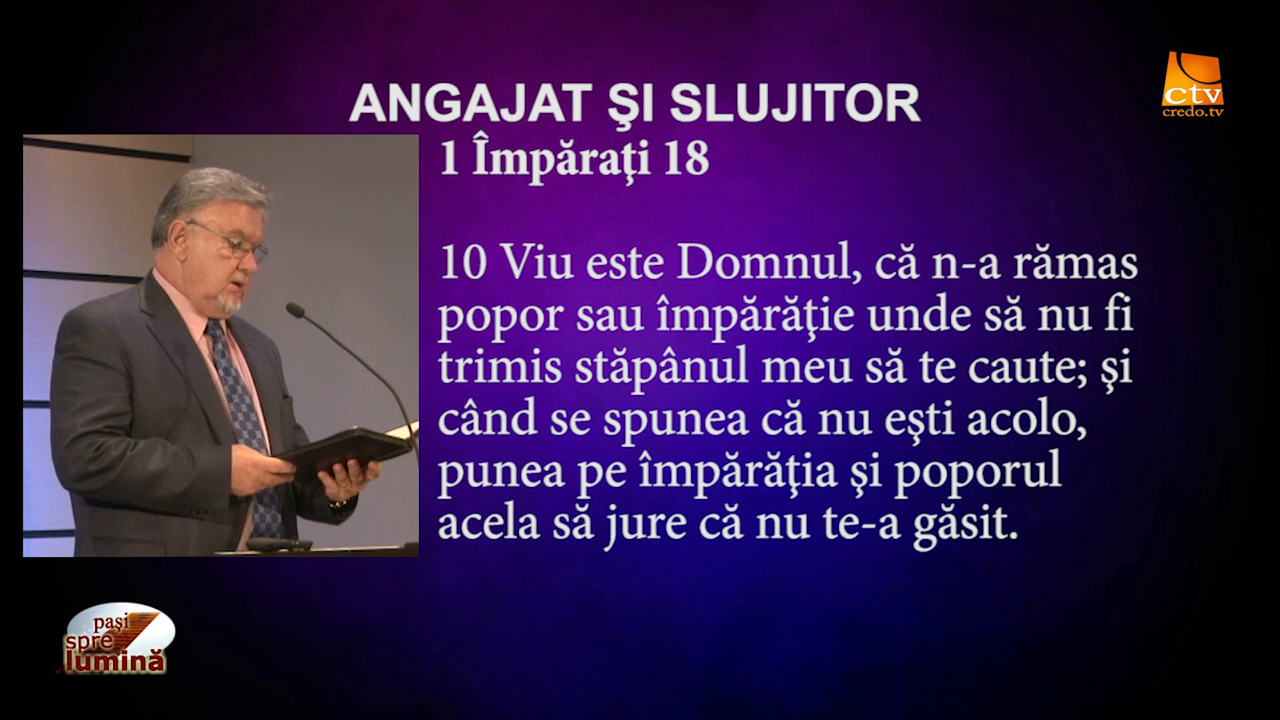 ANGAJAT ŞI SLUJITOR
ctv
credo.tv
1 Împăraţi 18
10 Viu este Domnul, că n-a rămas
popor sau împărăţie unde să nu fi
trimis stăpânul meu să te caute; şi
când se spunea că nu eşti acolo,
punea pe împărăţia şi poporul
acela să jure că nu te-a găsit.
paşi
spre
lumină